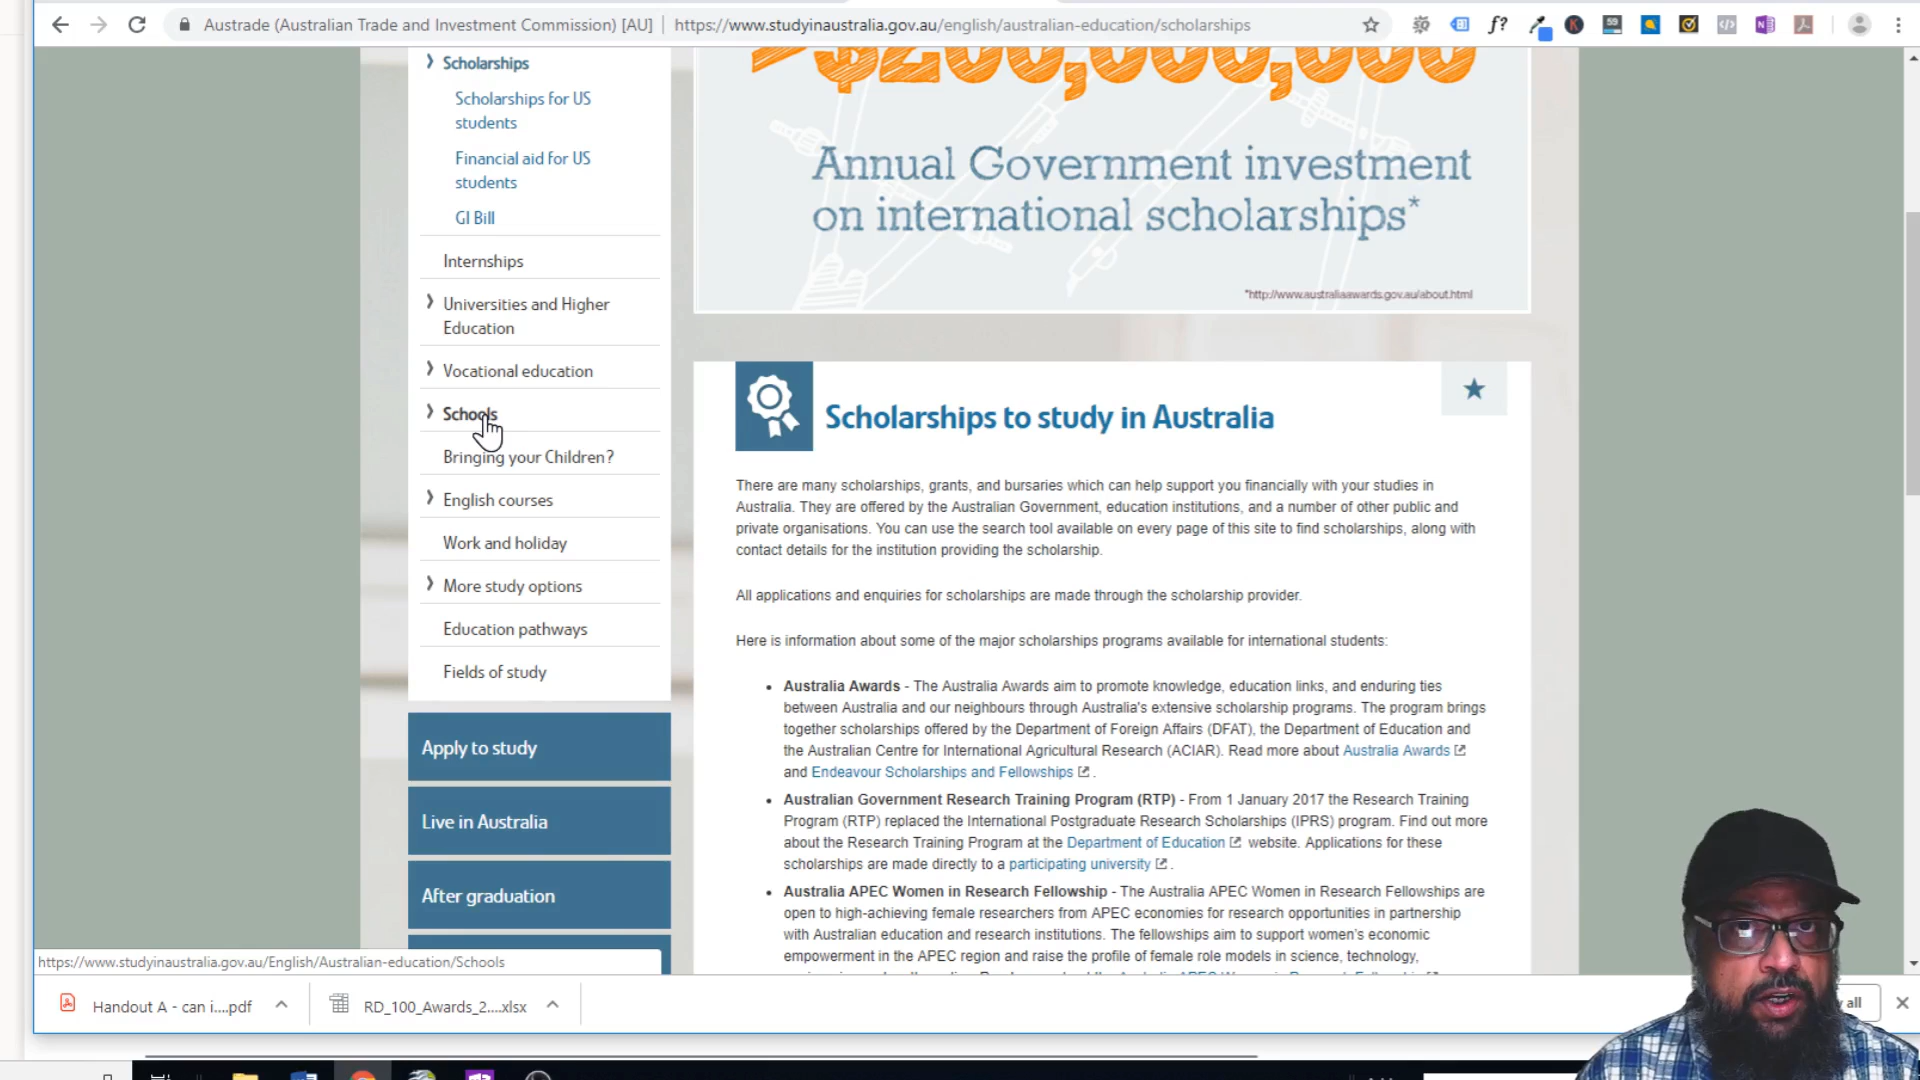 Austrade (Australian Trade and Investment Commission) [AU] | https://www.studyinaustralia.gov.au/english/australian-education/scholarships
f?
59
Scholarships
Scholarships for US
students
Financial aid for US
students
GI Bill
Internships
Universities and Higher
Education
Vocational education
Schools
Bringing your Children?
English courses
Work and holiday
More study options
Education pathways
Fields of study
Apply to study
Live in Australia
After graduation
>$200,000,000
Annual Government investment
on international scholarships*
*http://www.australiaawards.gov.au/about.html
Scholarships to study in Australia
There are many scholarships, grants, and bursaries which can help support you financially with your studies in
Australia. They are offered by the Australian Government, education institutions, and a number of other public and
private organisations. You can use the search tool available on every page of this site to find scholarships, along with
contact details for the institution providing the scholarship.
All applications and enquiries for scholarships are made through the scholarship provider.
Here is information about some of the major scholarships programs available for international students:
• Australia Awards - The Australia Awards aim to promote knowledge, education links, and enduring ties
between Australia and our neighbours through Australia's extensive scholarship programs. The program brings
together scholarships offered by the Department of Foreign Affairs (DFAT), the Department of Education and
the Australian Centre for International Agricultural Research (ACIAR). Read more about Australia Awards
and Endeavour Scholarships and Fellowships .
• Australian Government Research Training Program (RTP) - From 1 January 2017 the Research Training
Program (RTP) replaced the International Postgraduate Research Scholarships (IPRS) program. Find out more
about the Research Training Program at the Department of Education website. Applications for these
scholarships are made directly to a participating university .
• Australia APEC Women in Research Fellowship - The Australia APEC Women in Research Fellowships are
open to high-achieving female researchers from APEC economies for research opportunities in partnership
with Australian education and research institutions. The fellowships aim to support women's economic
empowerment in the APEC region and raise the profile of female role models in science, technology,
https://www.studyinaustralia.gov.au/English/Australian-education/Schools
Handout A - can i....pdf
RD_100_Awards_2....xlsx
all